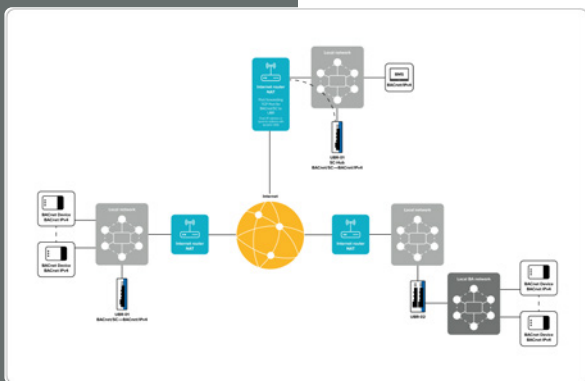 Internet router
NAT
Local network
BMS
BACnet/IPv4
UBR-01
SC Hub
BACnet/SC—BACnet/IPv4
Internet
BACnet Device
BACnet IPv4
BACnet Device
BACnet IPv4
Local network
Internet router
NAT
UBR-01
BACnet/SC—BACnet/IPv4
Internet router
NAT
Local network
UBR-02
Local BA network
BACnet Device
BACnet IPv4
BACnet Device
BACnet IPv4